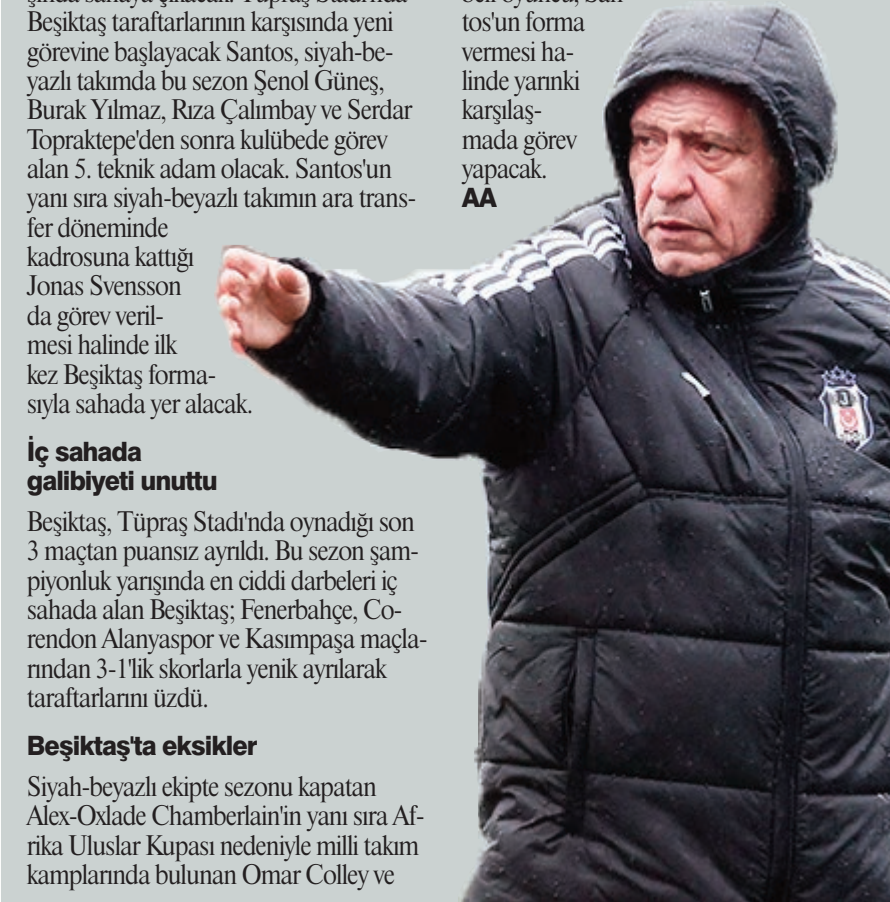 Beşiktaş taraftarlarının karşısında yeni
görevine başlayacak Santos, siyah-be-
yazlı takımda bu sezon Şenol Güneş,
Burak Yılmaz, Rıza Çalımbay ve Serdar
Topraktepe'den sonra kulübede görev
alan 5. teknik adam olacak. Santos'un
yanı sıra siyah-beyazlı takımın ara trans-
fer döneminde
kadrosuna kattığı
Jonas Svensson
da görev veril-
mesi halinde ilk
kez Beşiktaş forma-
sıyla sahada yer alacak.
İç sahada
galibiyeti unuttu
Beşiktaş, Tüpraş Stadı'nda oynadığı son
3 maçtan puansız ayrıldı. Bu sezon şam-
piyonluk yarışında en ciddi darbeleri iç
sahada alan Beşiktaş; Fenerbahçe, Co-
rendon Alanyaspor ve Kasımpaşa maçla-
rından 3-1'lik skorlarla yenik ayrılarak
taraftarlarını üzdü.
Beşiktaş'ta eksikler
Siyah-beyazlı ekipte sezonu kapatan
Alex-Oxlade Chamberlain'in yanı sıra Af-
rika Uluslar Kupası nedeniyle milli takım
kamplarında bulunan Omar Colley ve
tos'un forma
vermesi ha-
linde yarınki
karşılaş-
mada görev
yapacak.
AA